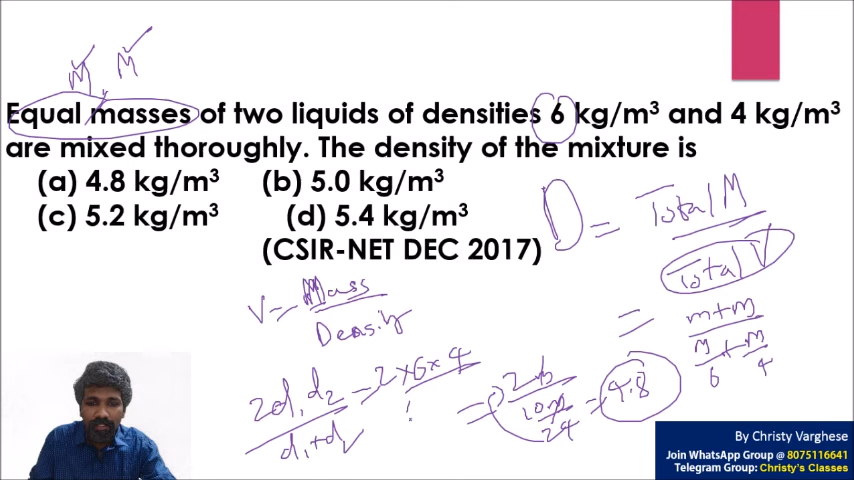 M, M
Equal masses of two liquids of densities 6 kg/m³ and 4 kg/m³
are mixed thoroughly. The density of the mixture is
(a) 4.8 kg/m³ (b) 5.0 kg/m³
(c) 5.2 kg/m³ (d) 5.4 kg/m³
(CSIR-NET DEC 2017)
D = Total M
Total V
V = Mass
Density
= m+m
M/6 + M/4
2d₁d₂ = 2×6×4
d₁+d₂
=
10m
24
= 4.8
By Christy Varghese
Join WhatsApp Group @ 8075116641
Telegram Group: Christy's Classes